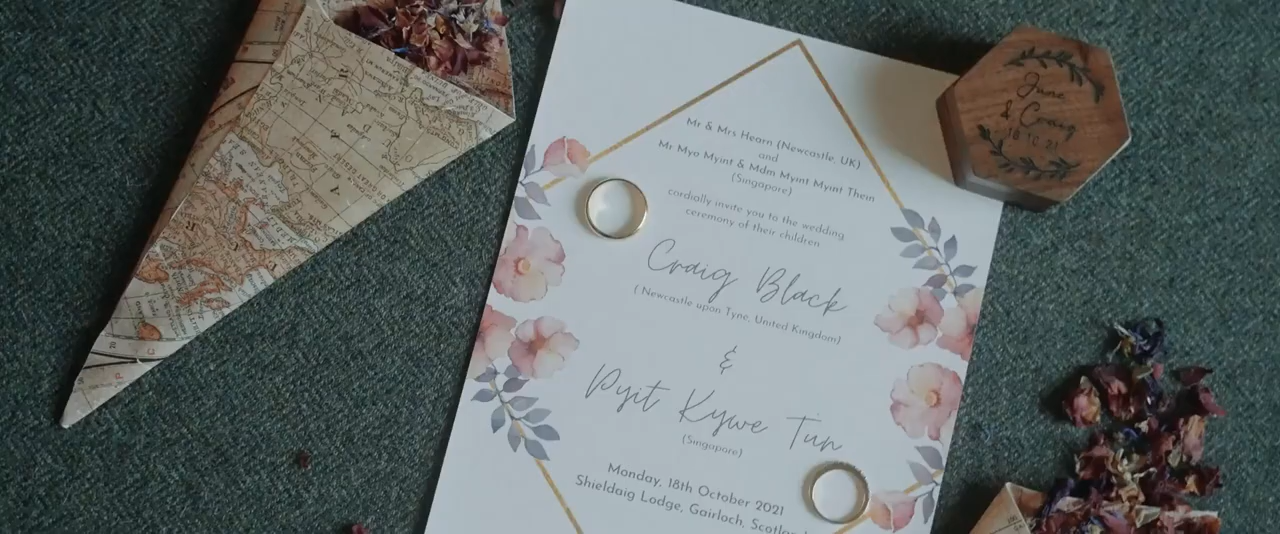 Mr & Mrs Hearn (Newcastle, UK)
and
Mr Myo Myint & Mdm Myint Myint Them
(Singapore)
cordially invite you to the wedding
ceremony of their children
Craig Black
( Newcastle upon Tyne, United Kingdom)
&
Pyit Kywe Tun
(Singapore)
Monday, 18th October 2021
Shieldaig Lodge, Gairloch,
June
& Craig
18.10.21